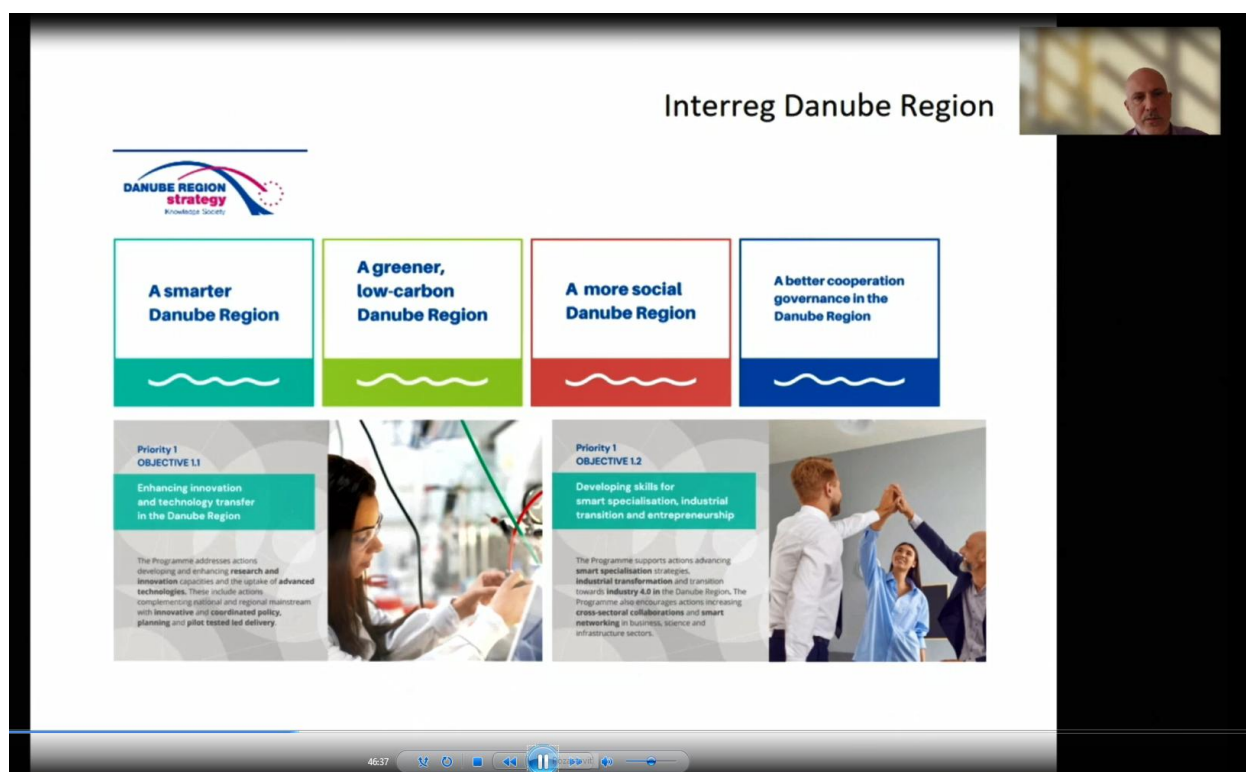 Interreg Danube Region
DANUBE REGION
strategy
Knowledge Society
A smarter
Danube Region
A greener,
low-carbon
Danube Region
A more social
Danube Region
A better cooperation
governance in the
Danube Region
Priority 1
OBJECTIVE 1.1
Enhancing innovation
and technology transfer
in the Danube Region
The Programme addresses actions
developing and enhancing research and
innovation capacities and the uptake of advanced
technologies. These include actions
complementing national and regional mainstream
with innovative and coordinated policy,
planning and pilot tested led delivery.
Priority 1
OBJECTIVE 1.2
Developing skills for
smart specialisation, industrial
transition and entrepreneurship
The Programme supports actions advancing
smart specialisation strategies,
industrial transformation and transition
towards industry 4.0 in the Danube Region. The
Programme also encourages actions increasing
cross-sectoral collaborations and smart
networking in business, science and
infrastructure sectors.
46:37